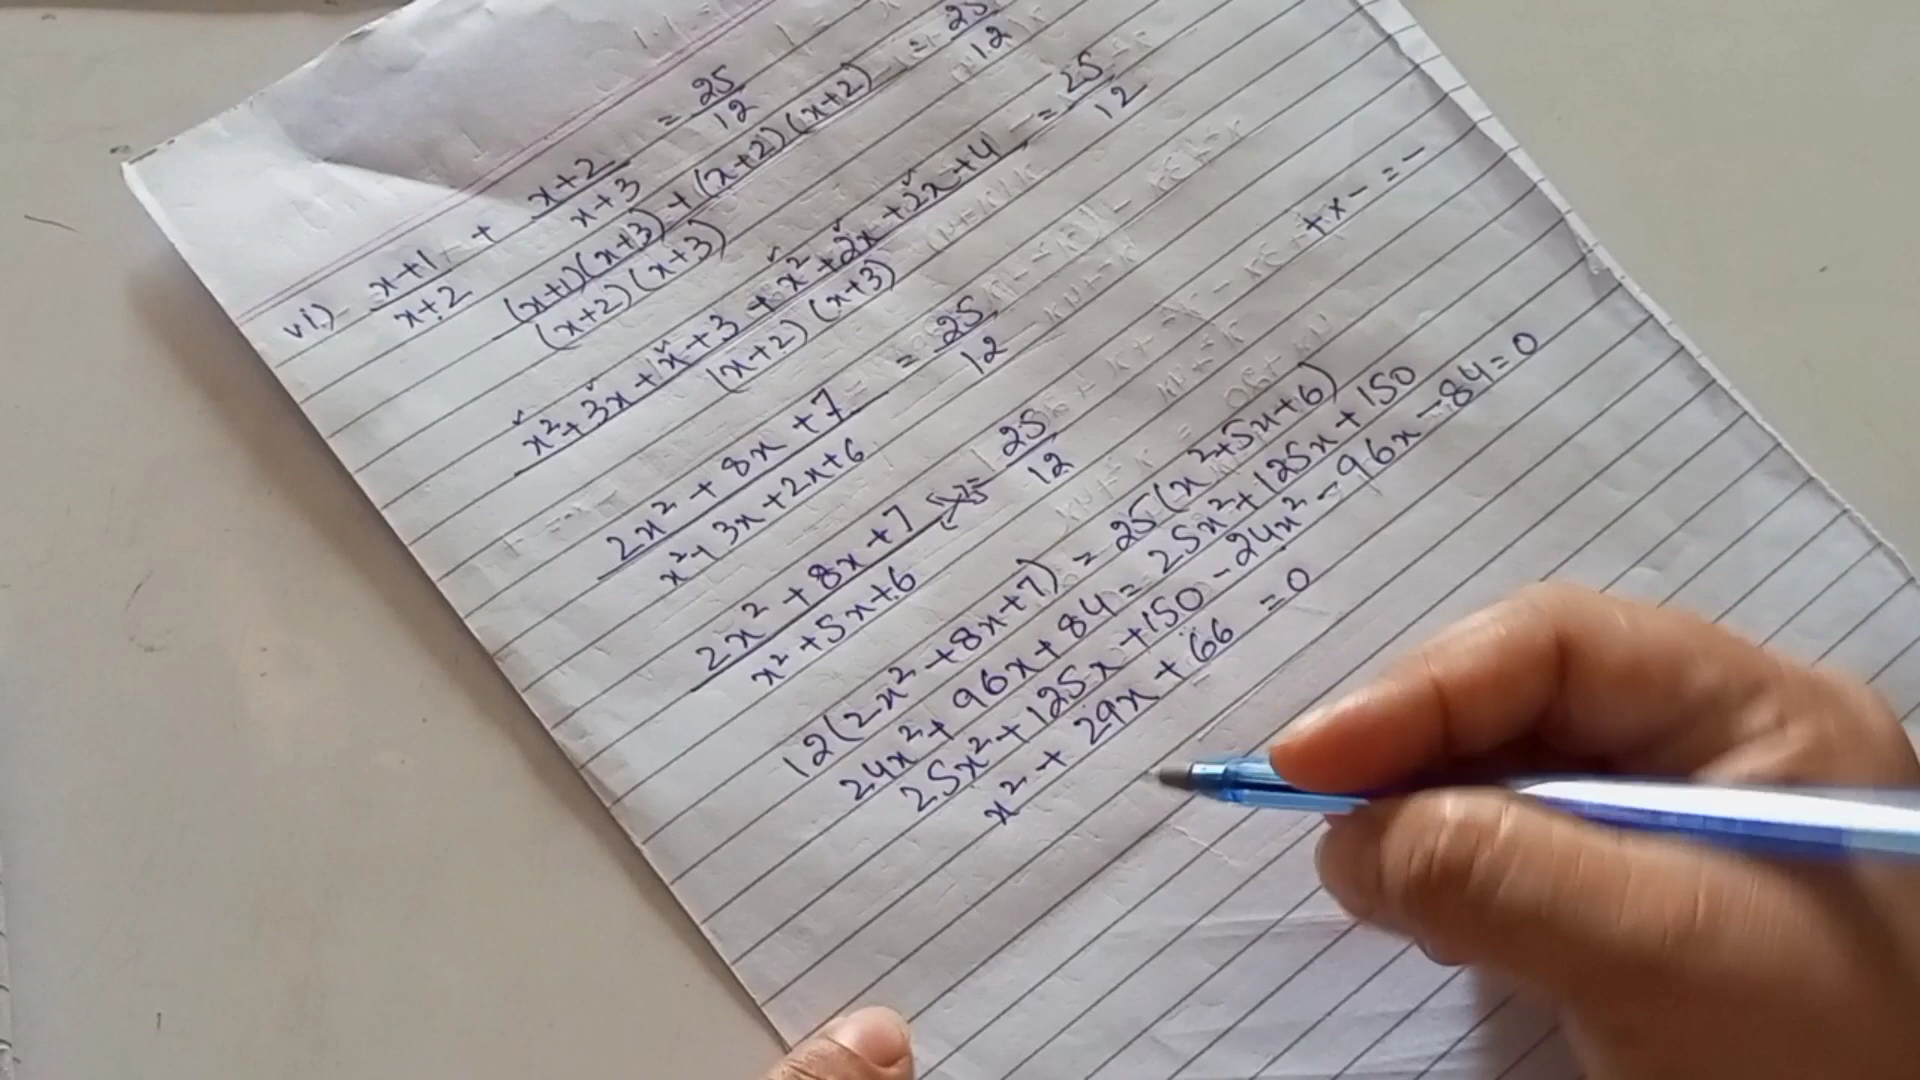 vi) (x+1)/(x+2) + (x+2)/(x+3) = 25/12
((x+1)(x+3) + (x+2)(x+2))/((x+2)(x+3)) = 25/12
(x² + 3x + x + 3 + x² + 2x + 2x + 4)/((x+2)(x+3)) = 25/12
(2x² + 8x + 7)/(x² + 3x + 2x + 6) = 25/12
(2x² + 8x + 7)/(x² + 5x + 6) = 25/12
12(2x² + 8x + 7) = 25(x² + 5x + 6)
24x² + 96x + 84 = 25x² + 125x + 150
25x² + 125x + 150 - 24x² - 96x - 84 = 0
x² + 29x + 66 = 0
+ x - = -